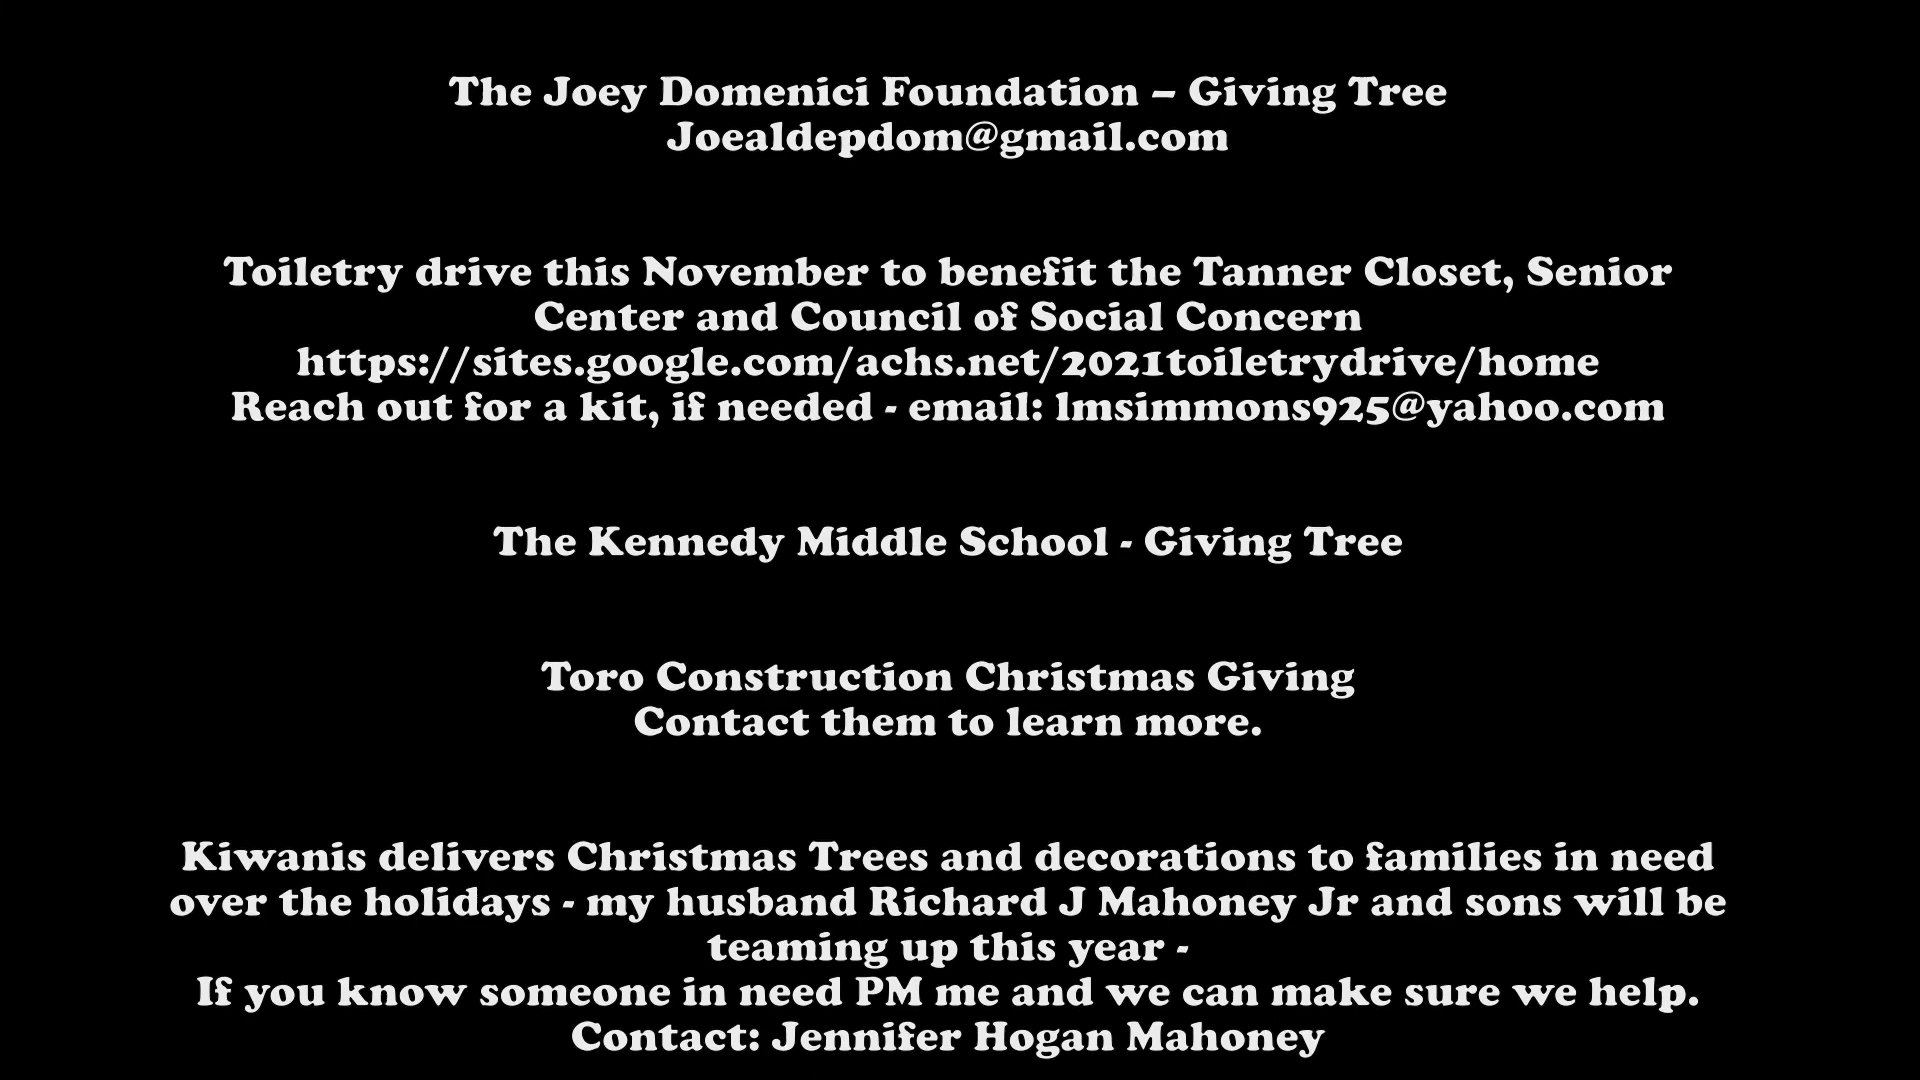 The Joey Domenici Foundation – Giving Tree
Joealdepdom@gmail.com
Toiletry drive this November to benefit the Tanner Closet, Senior
Center and Council of Social Concern
https://sites.google.com/achs.net/2021toiletrydrive/home
Reach out for a kit, if needed - email: lmsimmons925@yahoo.com
The Kennedy Middle School - Giving Tree
Toro Construction Christmas Giving
Contact them to learn more.
Kiwanis delivers Christmas Trees and decorations to families in need
over the holidays - my husband Richard J Mahoney Jr and sons will be
teaming up this year -
If you know someone in need PM me and we can make sure we help.
Contact: Jennifer Hogan Mahoney